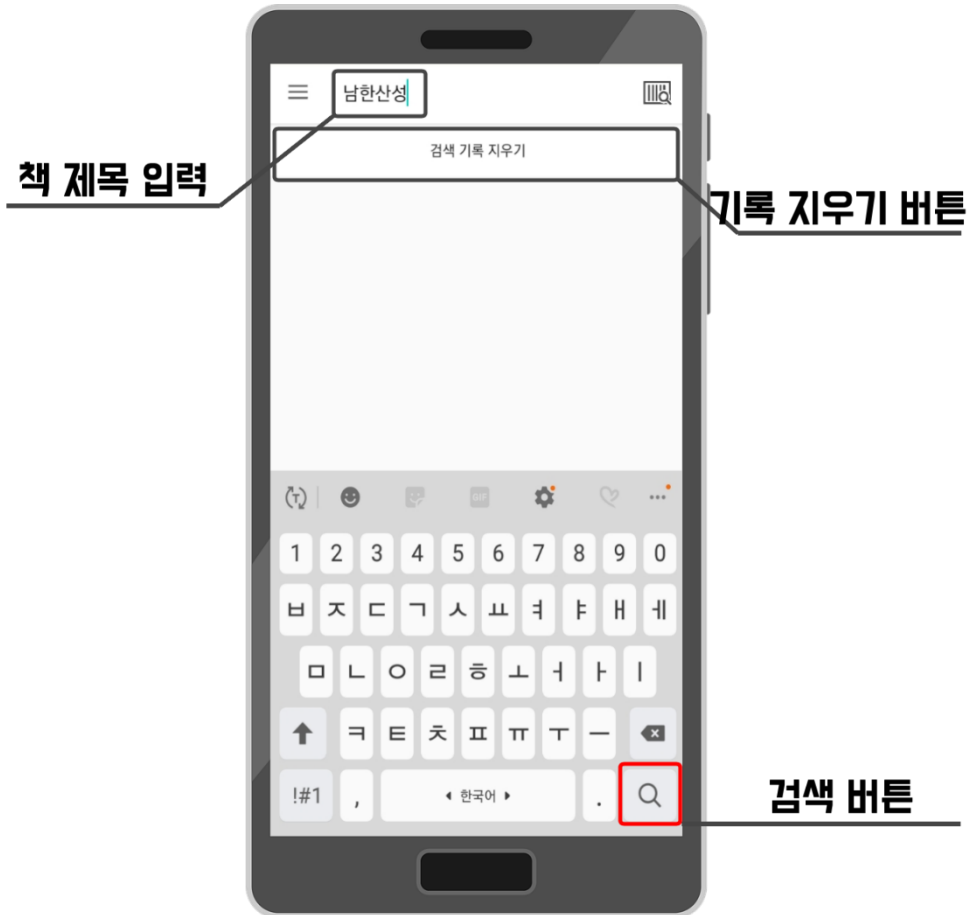 남한산성
검색 기록 지우기
책 제목 입력
기록 지우기 버튼
GIF
1 2 3 4 5 6 7 8 9 0
ㅂ ㅈ ㄷ ㄱ ㅅ ㅛ ㅕ ㅑ ㅐ ㅔ
ㅁ ㄴ ㅇ ㄹ ㅎ ㅗ ㅓ ㅏ ㅣ
ㅋ ㅌ ㅊ ㅍ ㅠ ㅜ ㅡ
!#1 , 한국어 .
검색 버튼